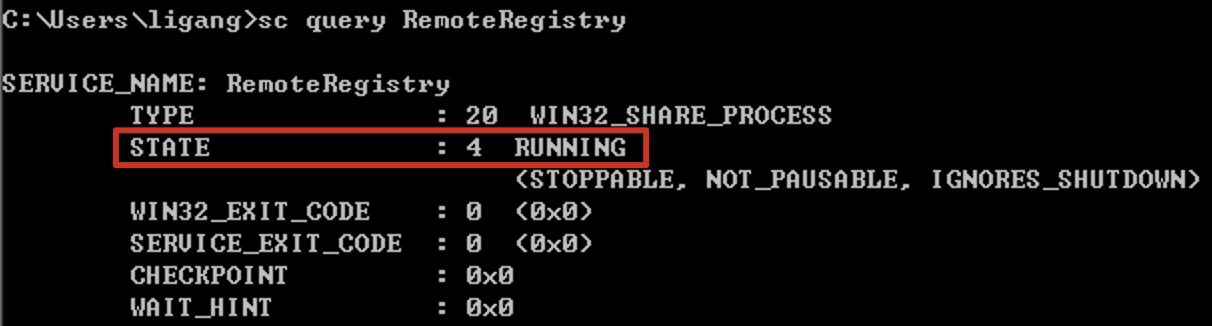 C:\Users\ligang>sc query RemoteRegistry
SERVICE_NAME: RemoteRegistry
TYPE : 20 WIN32_SHARE_PROCESS
STATE : 4 RUNNING
(STOPPABLE, NOT_PAUSABLE, IGNORES_SHUTDOWN)
WIN32_EXIT_CODE : 0 (0x0)
SERVICE_EXIT_CODE : 0 (0x0)
CHECKPOINT : 0x0
WAIT_HINT : 0x0